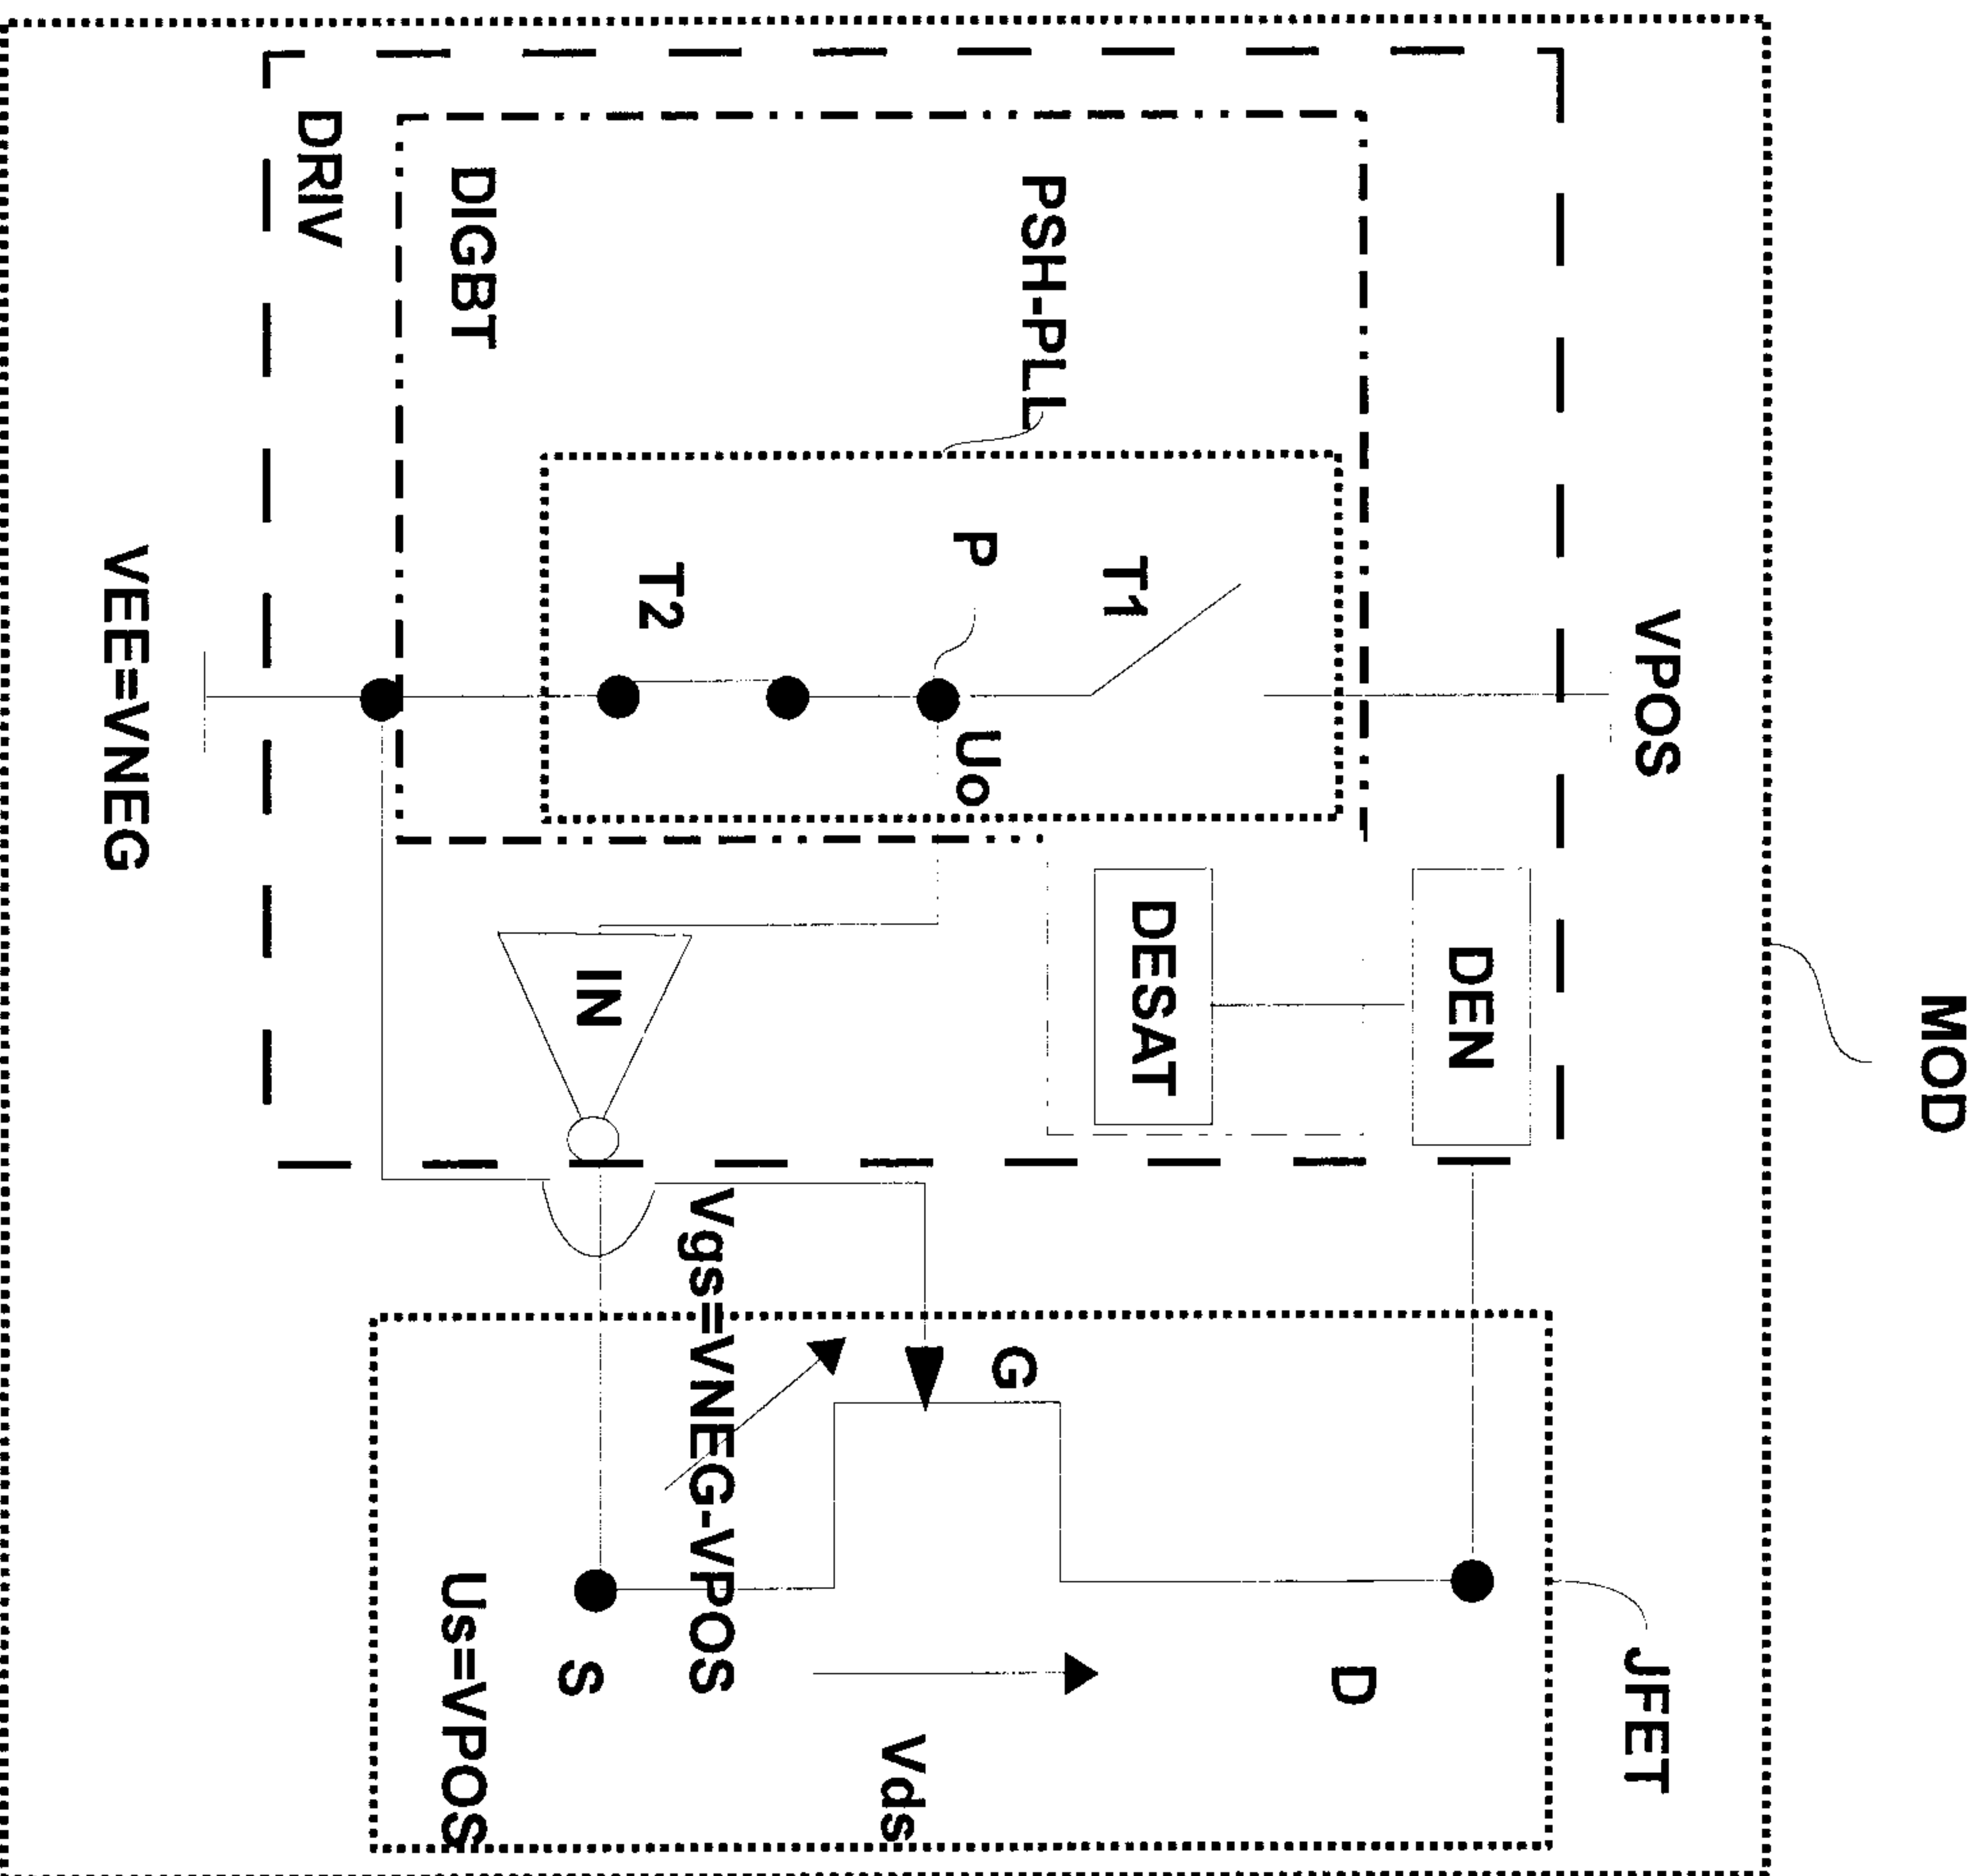 MOD
VPOS
JFET
DEN
D
DESAT
T1
PSH-PLL
G
P
Uo
Vds
Vgs=VNEG-VPOS
T2
IN
S
DIGBT
Us=VPOS
DRIV
VEE=VNEG